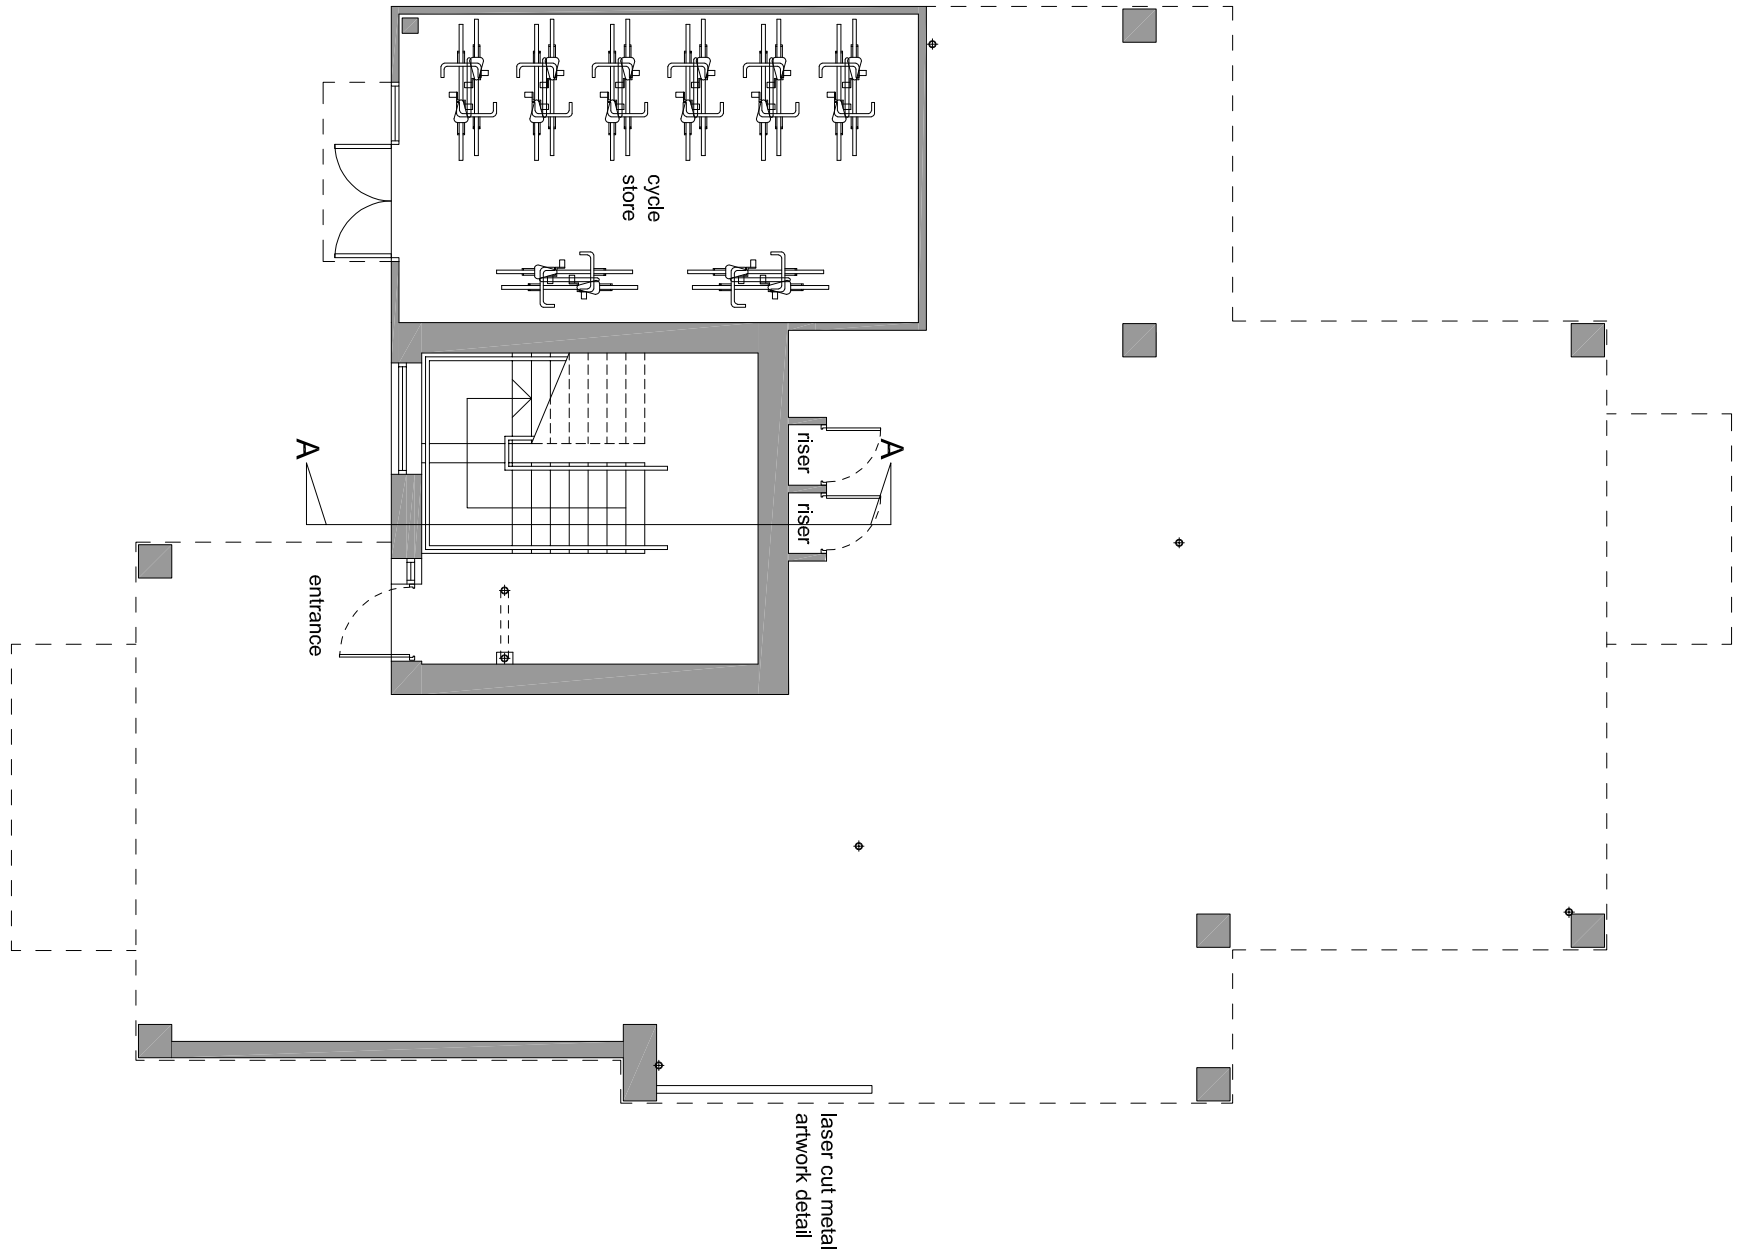 cycle
store
A
A
riser
riser
entrance
laser cut metal
artwork detail